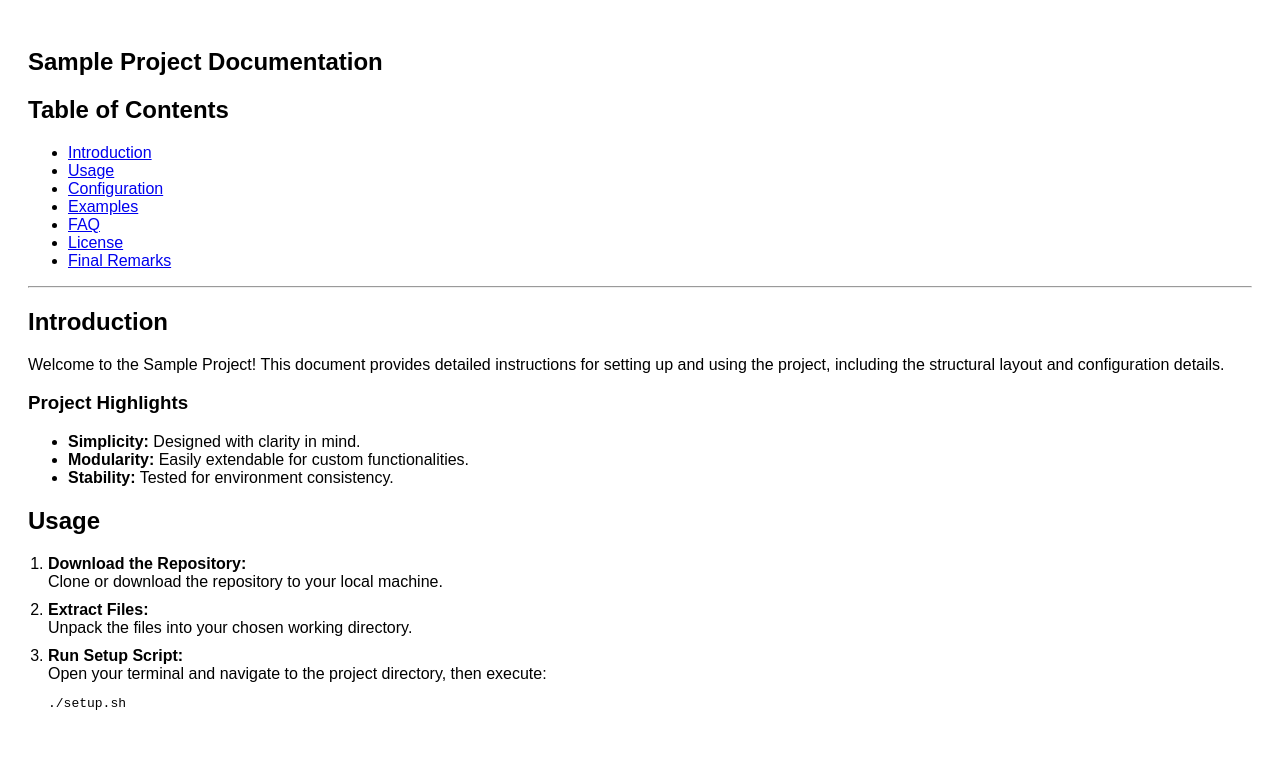 Sample Project Documentation
Table of Contents
Introduction
Usage
Configuration
Examples
FAQ
License
Final Remarks
Introduction
Welcome to the Sample Project! This document provides detailed instructions for setting up and using the project, including the structural layout and configuration details.
Project Highlights
Simplicity: Designed with clarity in mind.
Modularity: Easily extendable for custom functionalities.
Stability: Tested for environment consistency.
Usage
1. Download the Repository:
Clone or download the repository to your local machine.
2. Extract Files:
Unpack the files into your chosen working directory.
3. Run Setup Script:
Open your terminal and navigate to the project directory, then execute:
./setup.sh